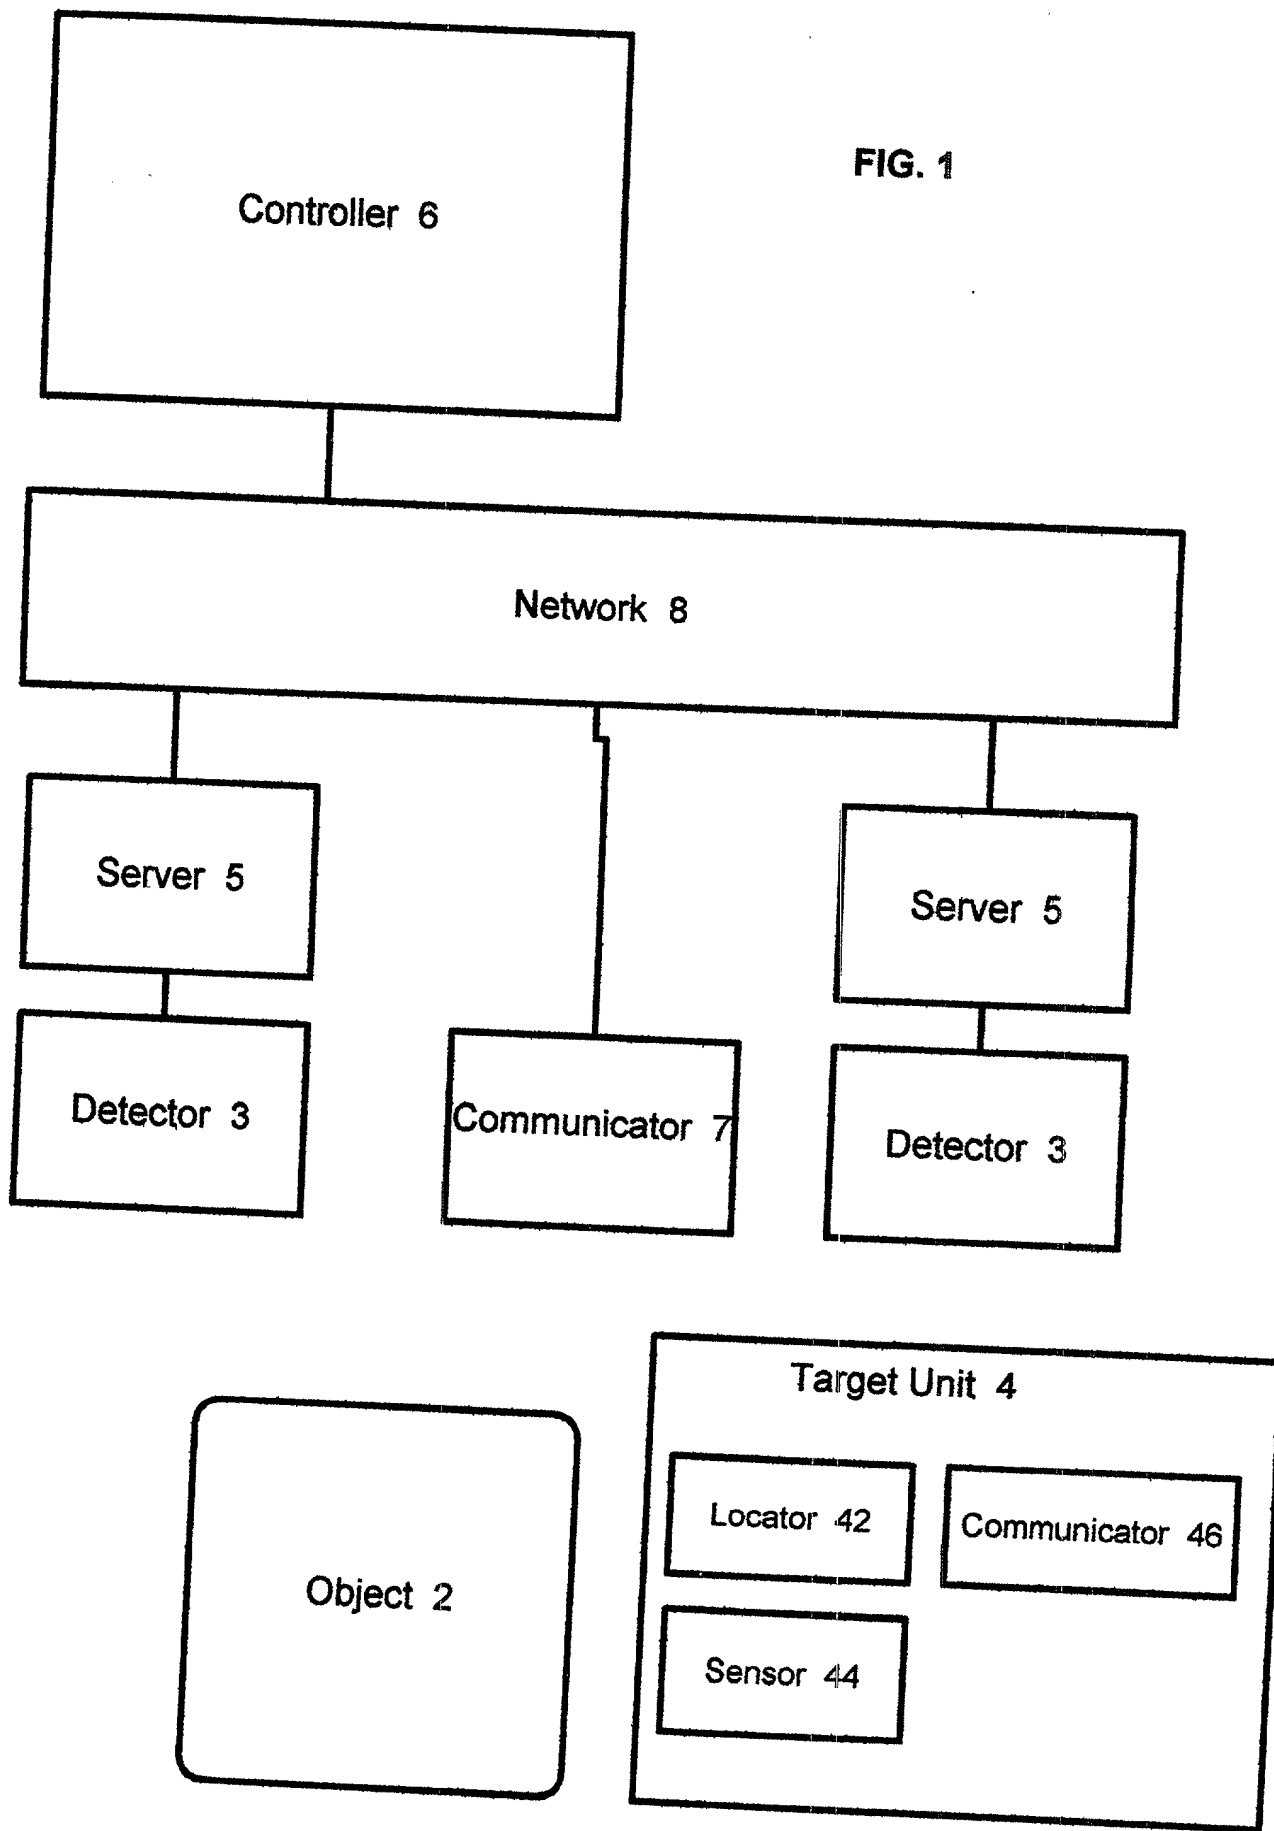 FIG. 1
Controller 6
Network 8
Server 5
Server 5
Detector 3
Communicator 7
Detector 3
Target Unit 4
Locator 42
Communicator 46
Object 2
Sensor 44